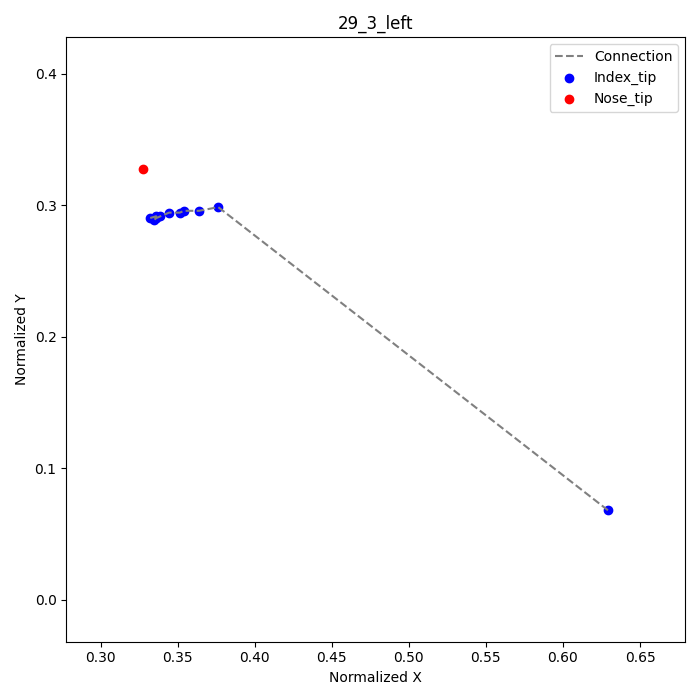 29_3_left
Connection
Index_tip
Nose_tip
0.4
0.3
0.2
0.1
0.0
Normalized Y
0.30 0.35 0.40 0.45 0.50 0.55 0.60 0.65
Normalized X